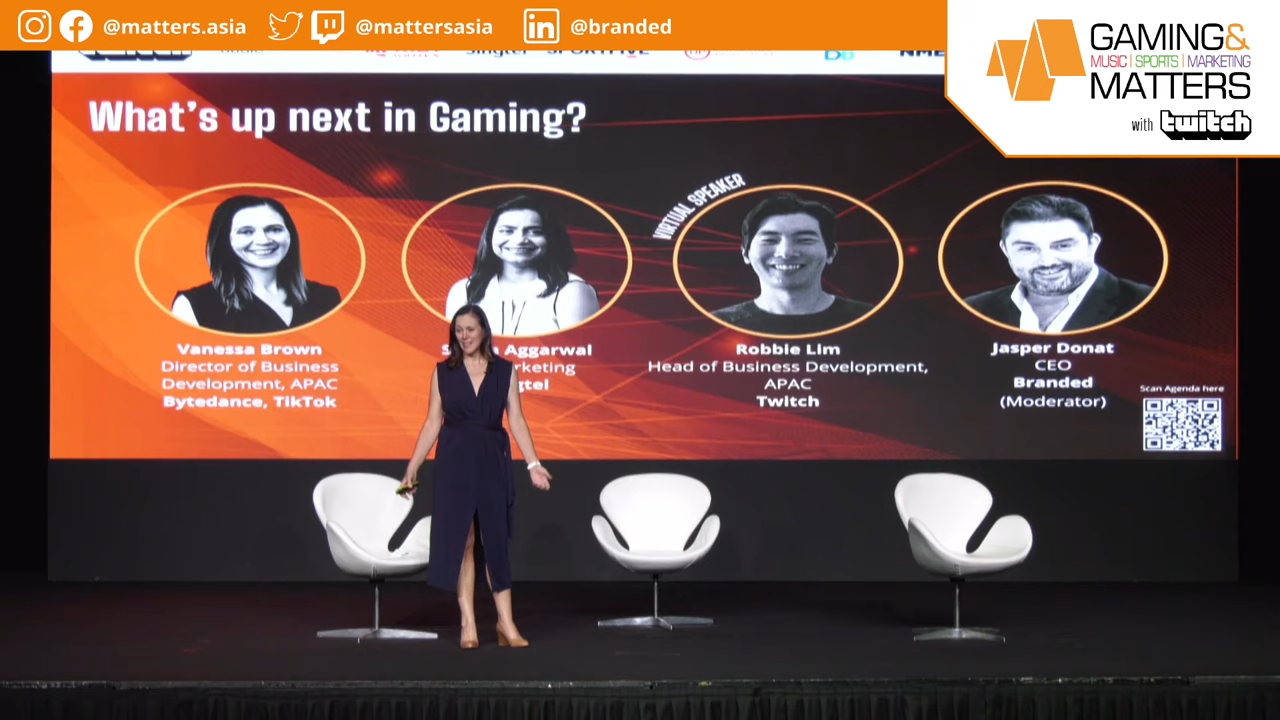 @matters.asia
@mattersasia
@branded
GAMING&
MUSIC | SPORTS | MARKETING
MATTERS
with twitch
What's up next in Gaming?
VIRTUAL SPEAKER
Vanessa Brown
Director of Business
Development, APAC
Bytedance, TikTok
Aggarwal
Robbie Lim
Head of Business Development,
APAC
Twitch
Jasper Donat
CEO
Branded
(Moderator)
Scan Agenda here